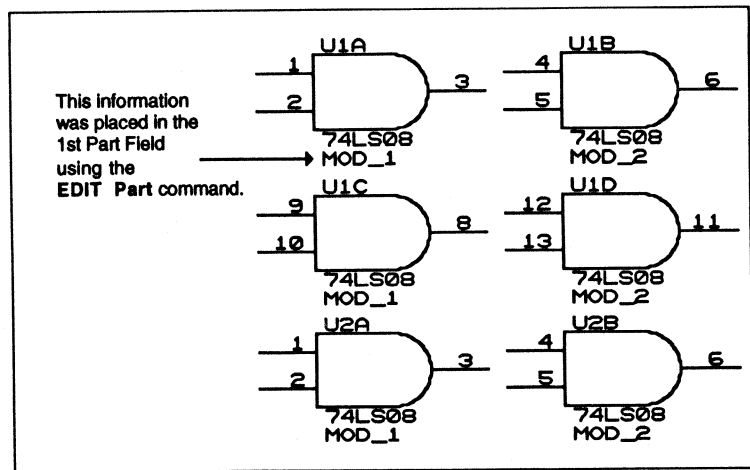 U1A
1
2
3
74LS08
MOD_1
U1B
4
5
6
74LS08
MOD_2
This information
was placed in the
1st Part Field
using the
EDIT Part command.
U1C
9
10
8
74LS08
MOD_1
U1D
12
13
11
74LS08
MOD_2
U2A
1
2
3
74LS08
MOD_1
U2B
4
5
6
74LS08
MOD_2